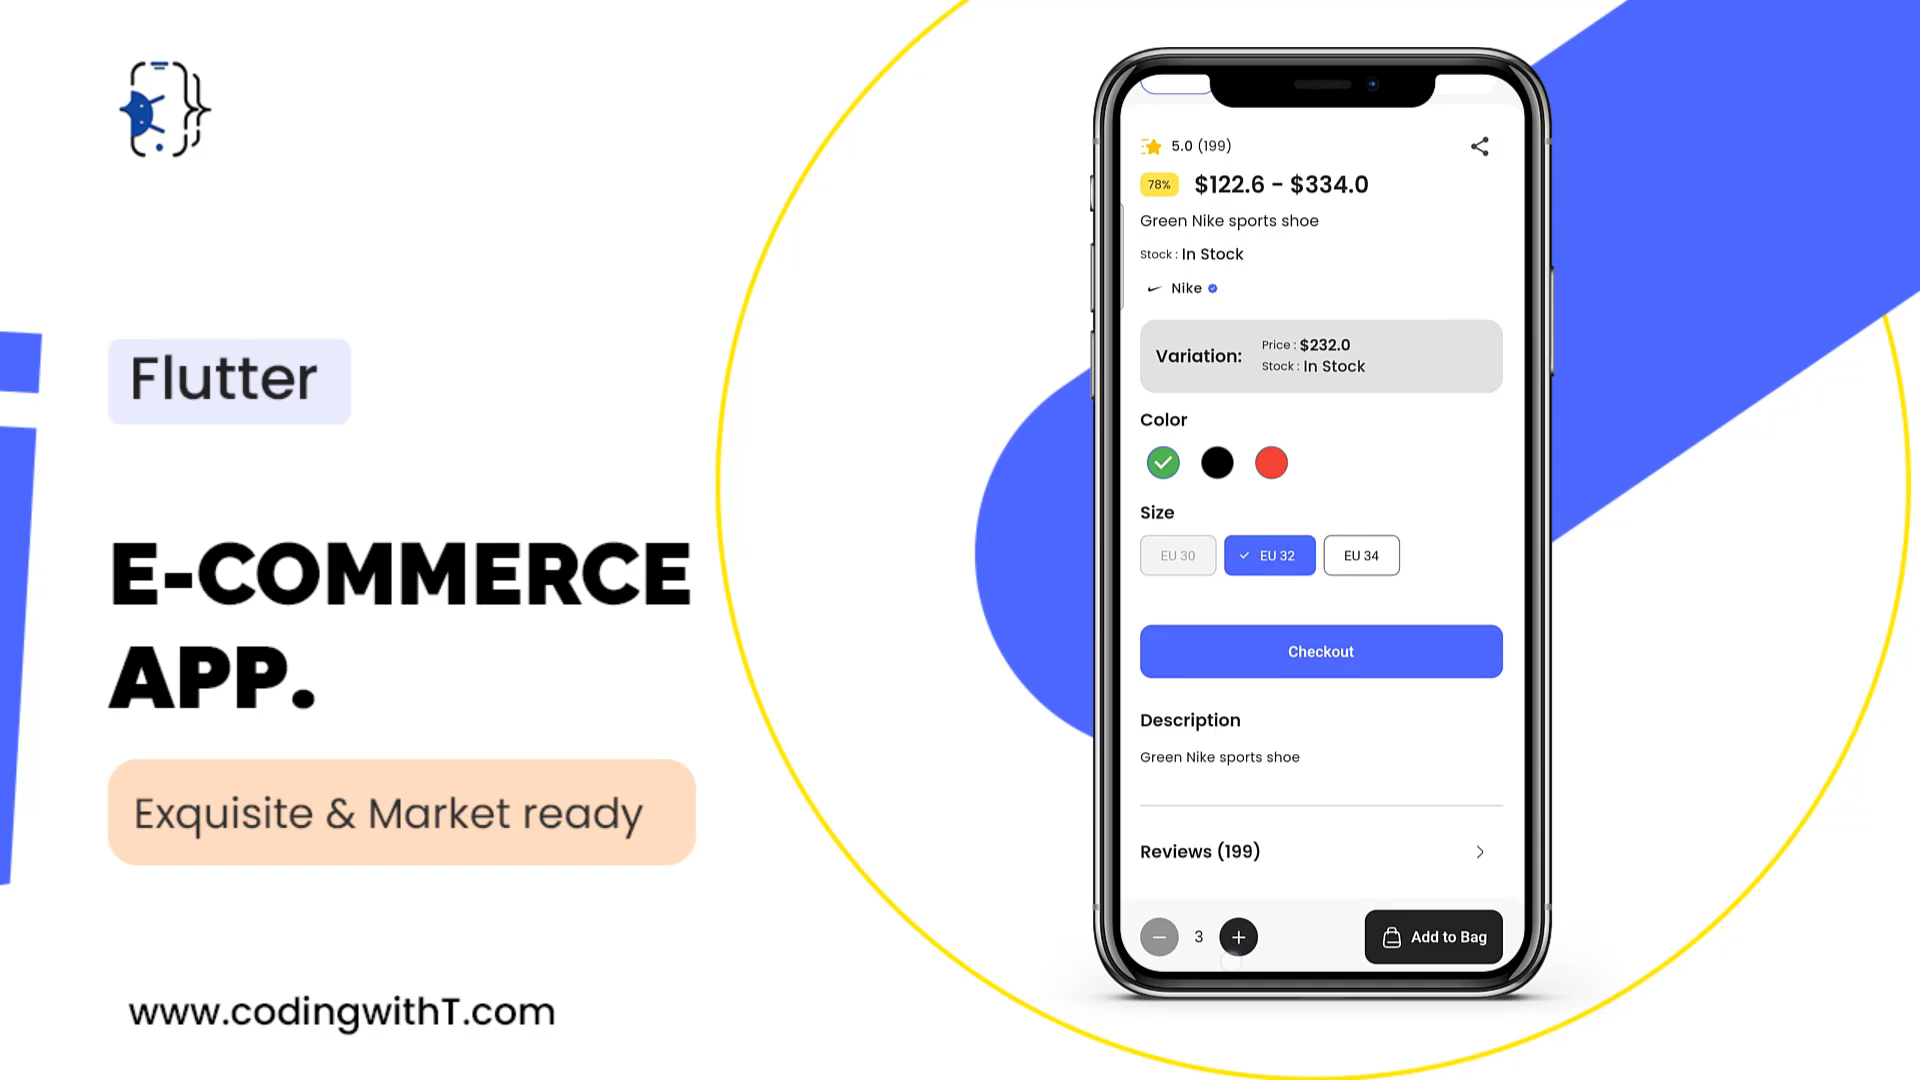 Flutter
E-COMMERCE
APP.
Exquisite & Market ready
www.codingwithT.com
5.0 (199)
78% $122.6 - $334.0
Green Nike sports shoe
Stock : In Stock
Nike
Variation:
Price : $232.0
Stock : In Stock
Color
Size
EU 30 EU 32 EU 34
Checkout
Description
Green Nike sports shoe
Reviews (199)
3 Add to Bag